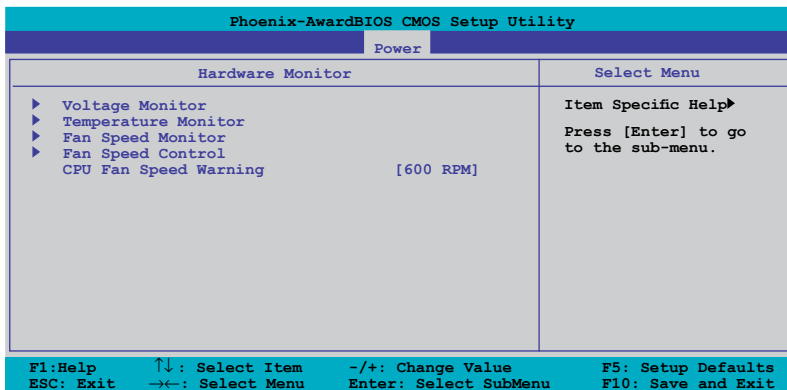 Phoenix-AwardBIOS CMOS Setup Utility
Power
Hardware Monitor
Select Menu
Voltage Monitor
Temperature Monitor
Fan Speed Monitor
Fan Speed Control
CPU Fan Speed Warning [600 RPM]
Item Specific Help
Press [Enter] to go
to the sub-menu.
F1:Help ↑↓ : Select Item -/+: Change Value F5: Setup Defaults
ESC: Exit →←: Select Menu Enter: Select SubMenu F10: Save and Exit